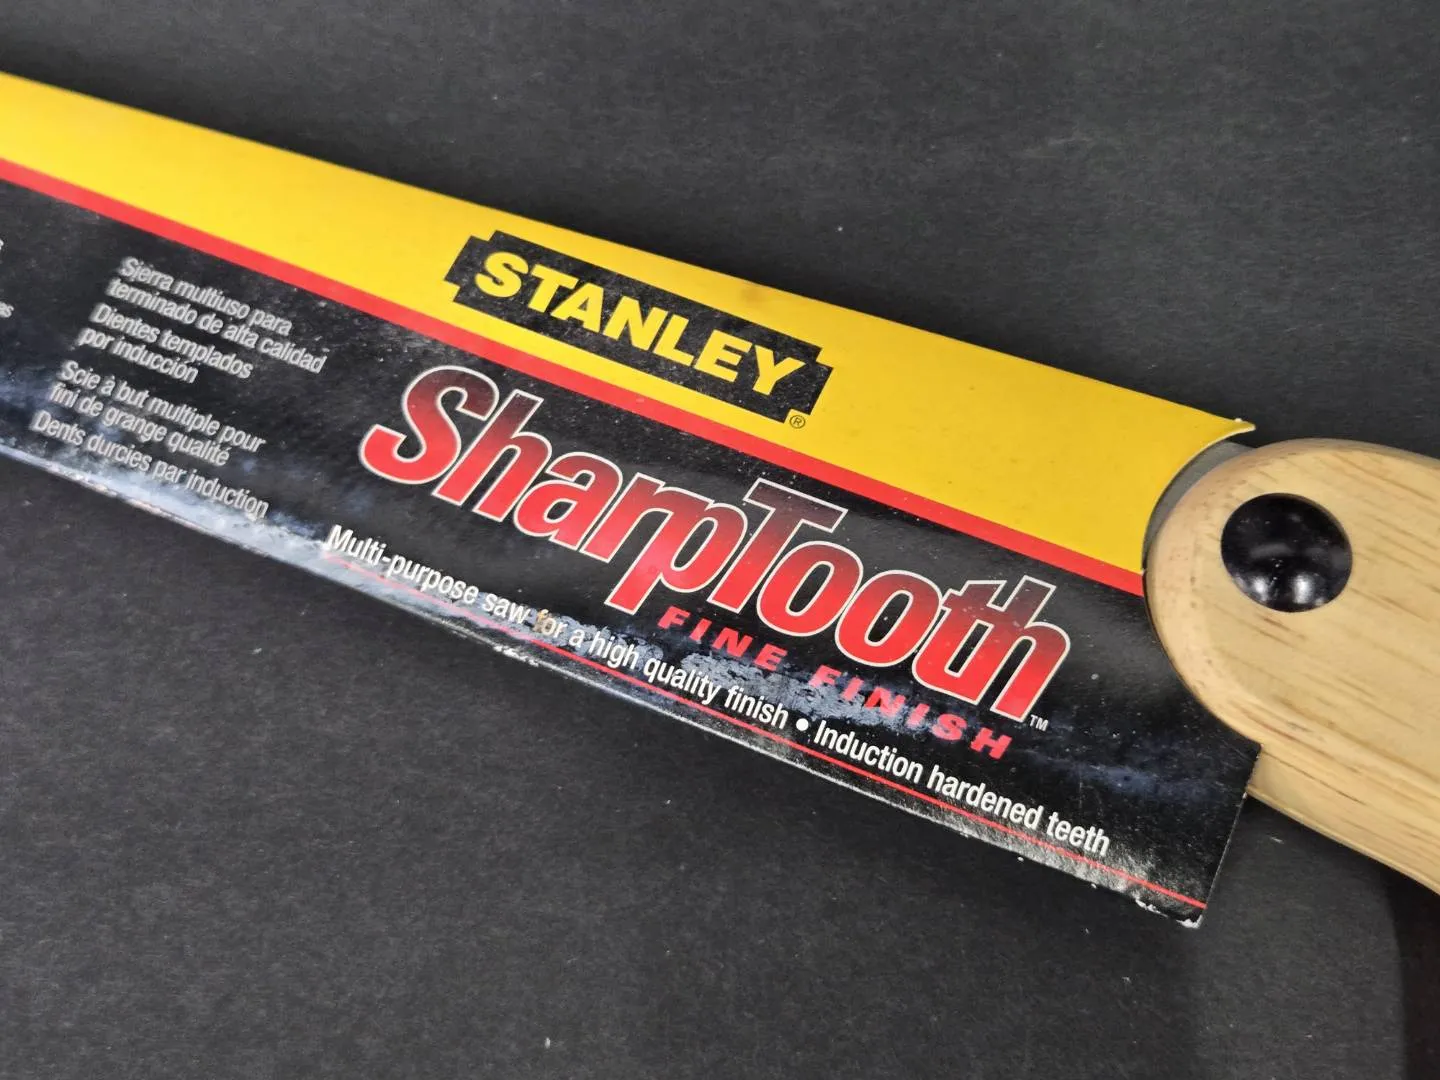 STANLEY
®
SharpTooth
™
FINE FINISH
Multi-purpose saw for a high quality finish • Induction hardened teeth
Sierra multiuso para
terminado de alta calidad
Dientes templados
por inducción
Scie à but multiple pour
fini de grange qualité
Dents durcies par induction